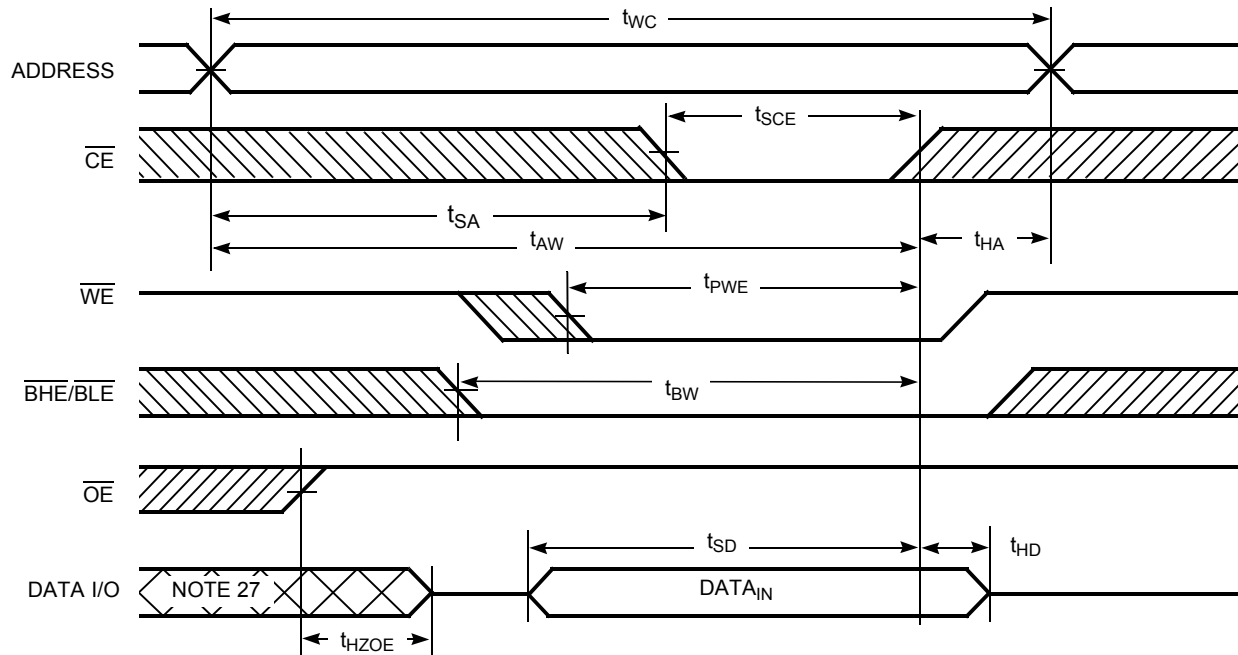 tWC
ADDRESS
tSCE
CE
tSA
tAW
tHA
WE
tPWE
BHE/BLE
tBW
OE
tSD
tHD
DATA I/O
NOTE 27
DATAIN
tHZOE